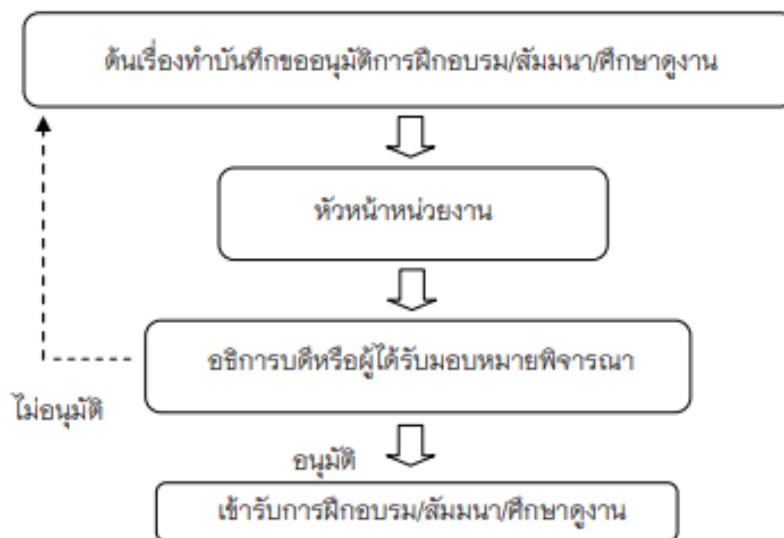 ต้นเรื่องทำบันทึกขออนุมัติการฝึกอบรม/สัมมนา/ศึกษาดูงาน
หัวหน้าหน่วยงาน
อธิการบดีหรือผู้ได้รับมอบหมายพิจารณา
ไม่อนุมัติ
อนุมัติ
เข้ารับการฝึกอบรม/สัมมนา/ศึกษาดูงาน